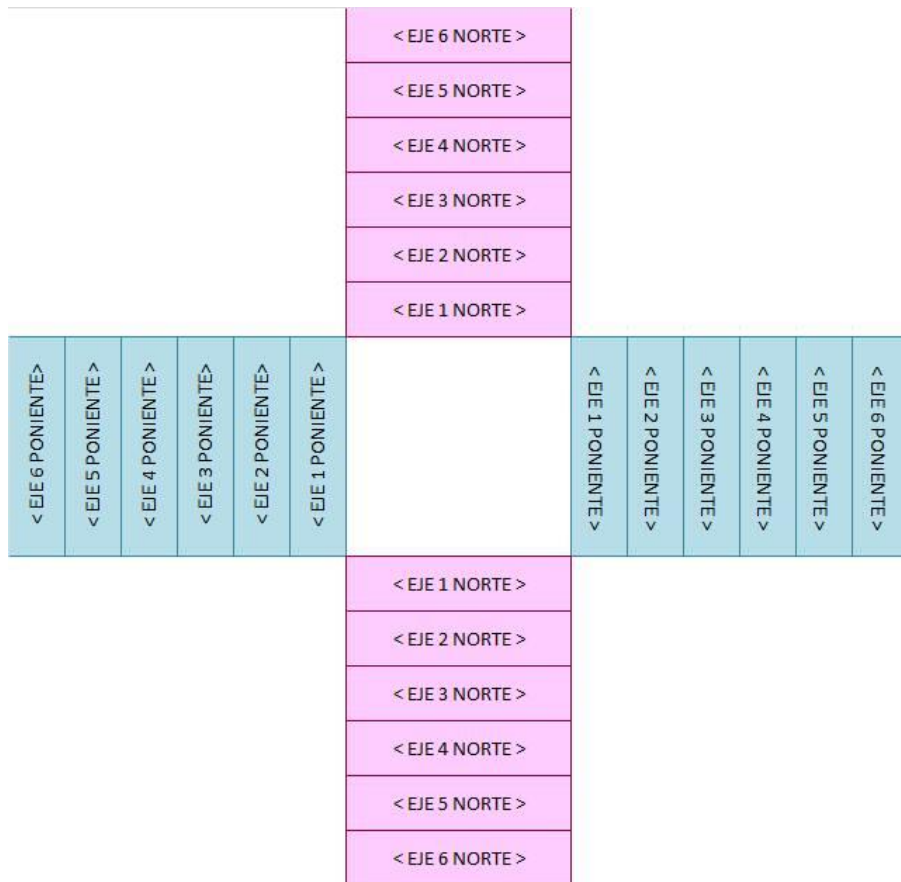 < EJE 6 NORTE >
< EJE 5 NORTE >
< EJE 4 NORTE >
< EJE 3 NORTE >
< EJE 2 NORTE >
< EJE 1 NORTE >
< EJE 6 PONIENTE>
< EJE 5 PONIENTE >
< EJE 4 PONIENTE >
< EJE 3 PONIENTE>
< EJE 2 PONIENTE >
< EJE 1 PONIENTE >
< EJE 1 PONIENTE >
< EJE 2 PONIENTE >
< EJE 3 PONIENTE >
< EJE 4 PONIENTE >
< EJE 5 PONIENTE >
< EJE 6 PONIENTE >
< EJE 1 NORTE >
< EJE 2 NORTE >
< EJE 3 NORTE >
< EJE 4 NORTE >
< EJE 5 NORTE >
< EJE 6 NORTE >